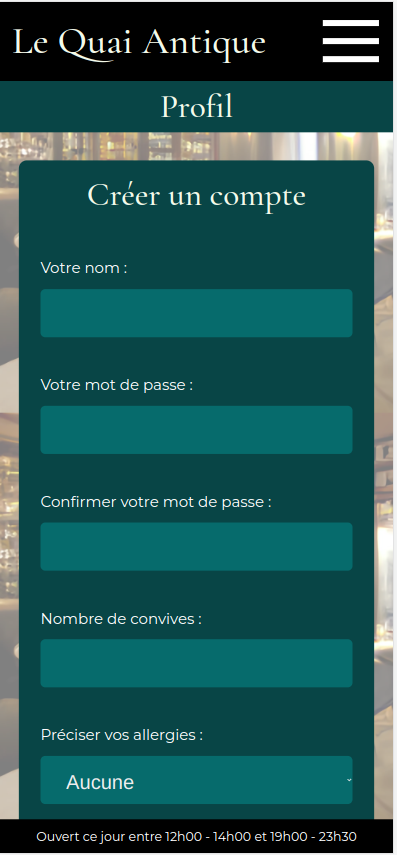 Le Quai Antique
Profil
Créer un compte
Votre nom :
Votre mot de passe :
Confirmer votre mot de passe :
Nombre de convives :
Préciser vos allergies :
Aucune
Ouvert ce jour entre 12h00 - 14h00 et 19h00 - 23h30